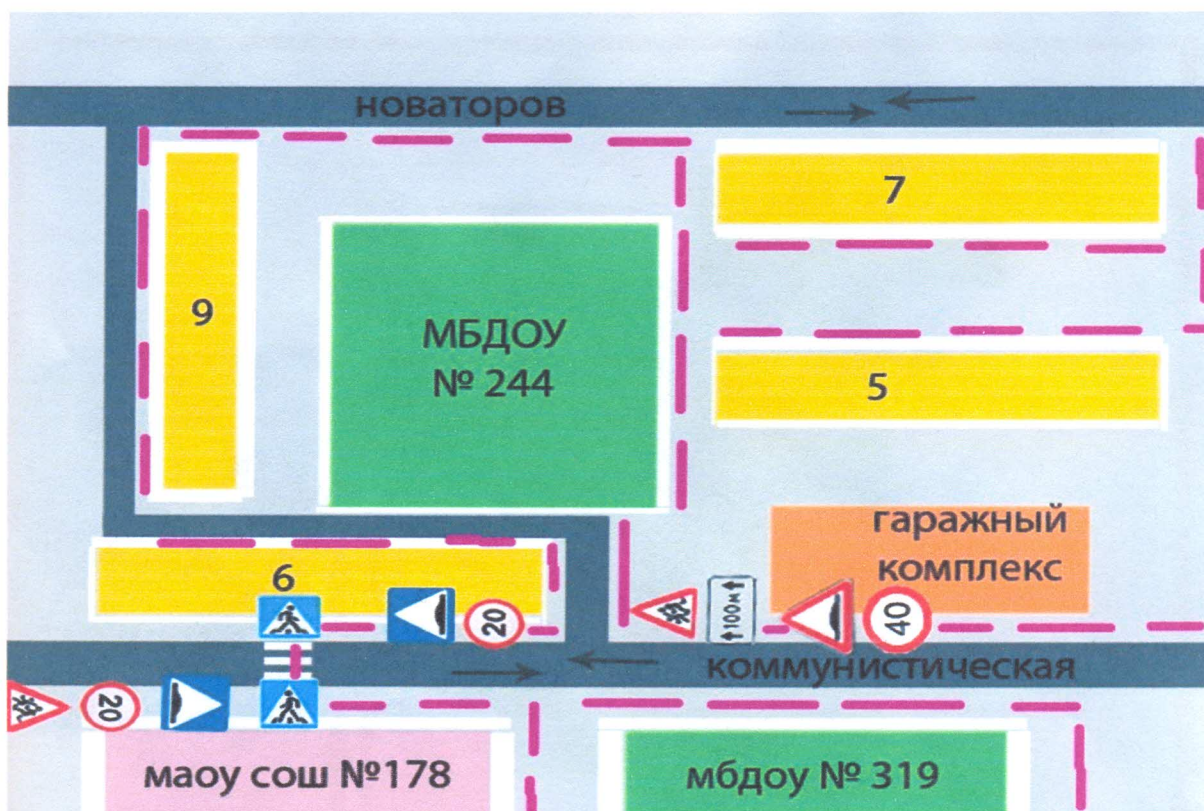 новаторов
7
9
МБДОУ
№ 244
5
гаражный
комплекс
6
20
100м
40
коммунистическая
20
маоу сош №178
мбдоу № 319